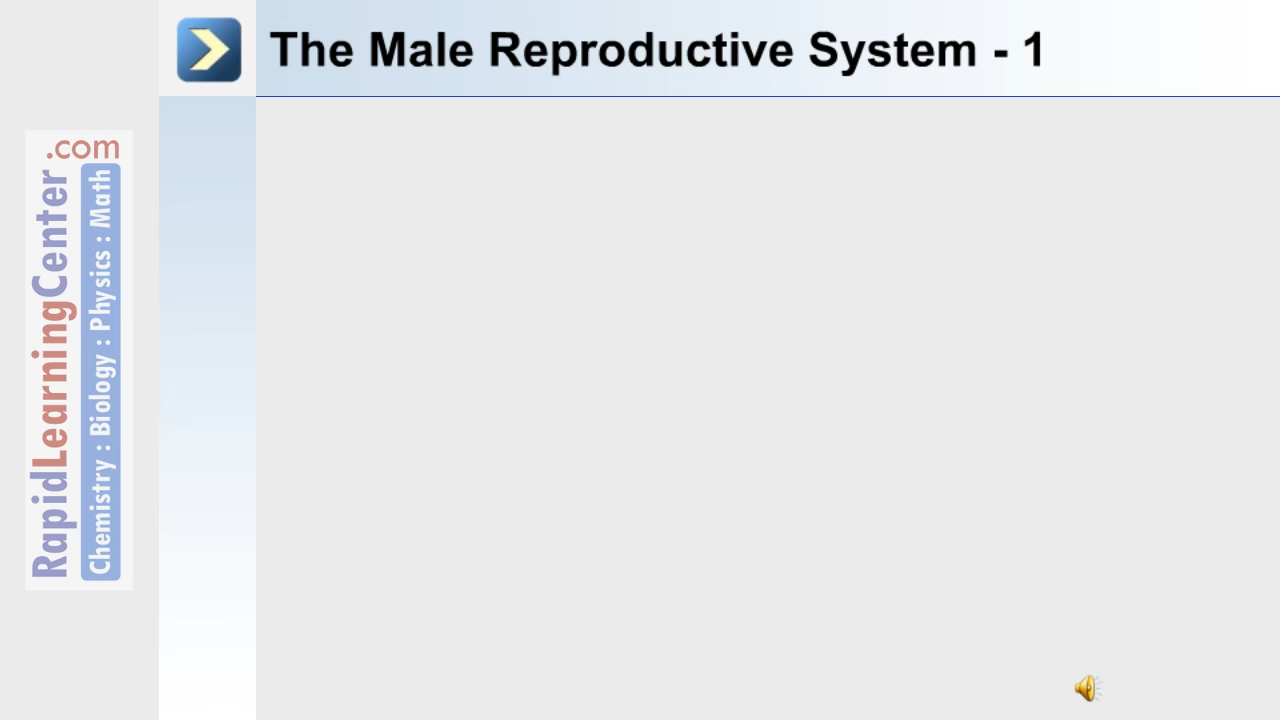 The Male Reproductive System - 1
RapidLearningCenter
.com
Chemistry : Biology : Physics : Math